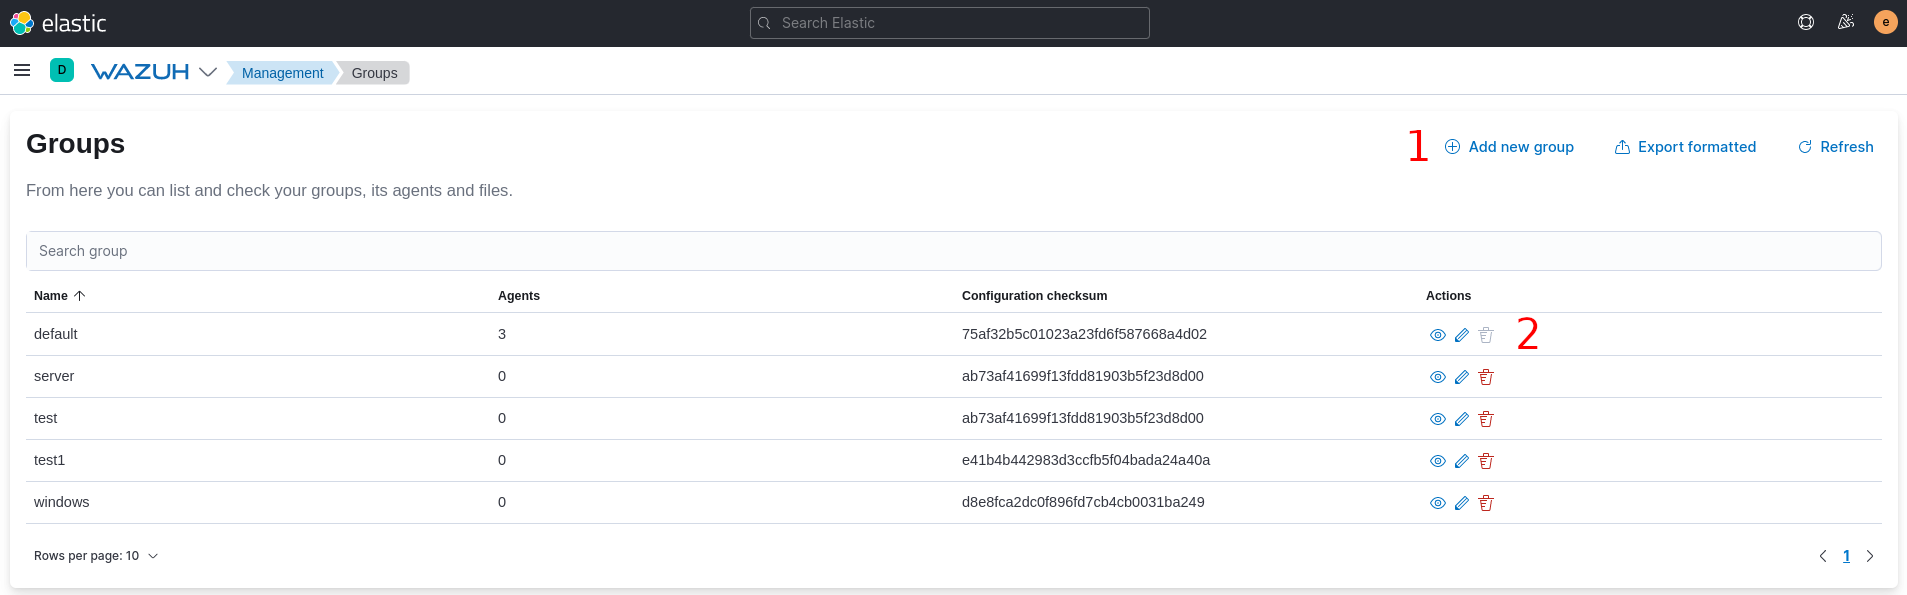 elastic
Search Elastic
e
D
WAZUH
Management
Groups
Groups
1
Add new group
Export formatted
Refresh
From here you can list and check your groups, its agents and files.
Search group
Name Agents Configuration checksum Actions
default 3 75af32b5c01023a23fd6f587668a4d02 2
server 0 ab73af41699f13fdd81903b5f23d8d00
test 0 ab73af41699f13fdd81903b5f23d8d00
test1 0 e41b4b442983d3ccfb5f04bada24a40a
windows 0 d8e8fca2dc0f896fd7cb4cb0031ba249
Rows per page: 10
1